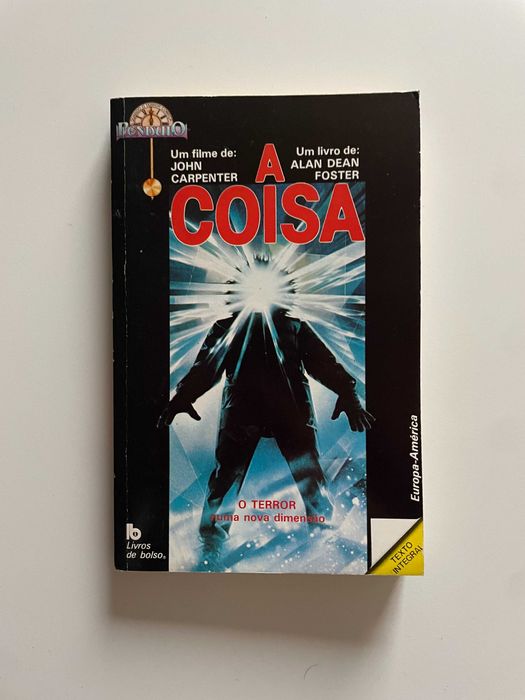 PÊNDULO
Um filme de:
JOHN
CARPENTER
Um livro de:
ALAN DEAN
FOSTER
A
COISA
O TERROR
numa nova dimensão
Europa-América
lb
Livros
de bolso
TEXTO
INTEGRAL